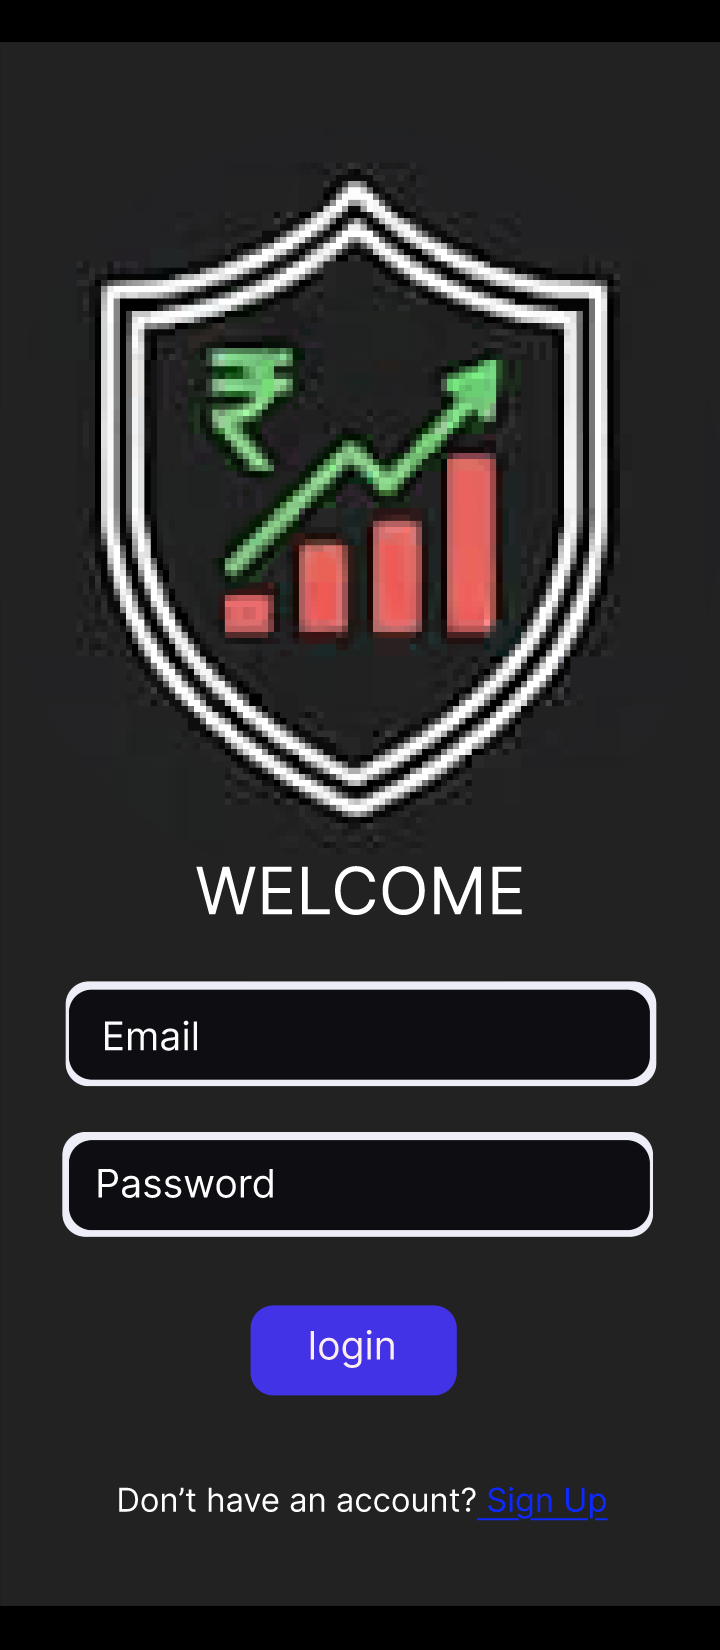 ₹
WELCOME
Email
Password
login
Don’t have an account? Sign Up